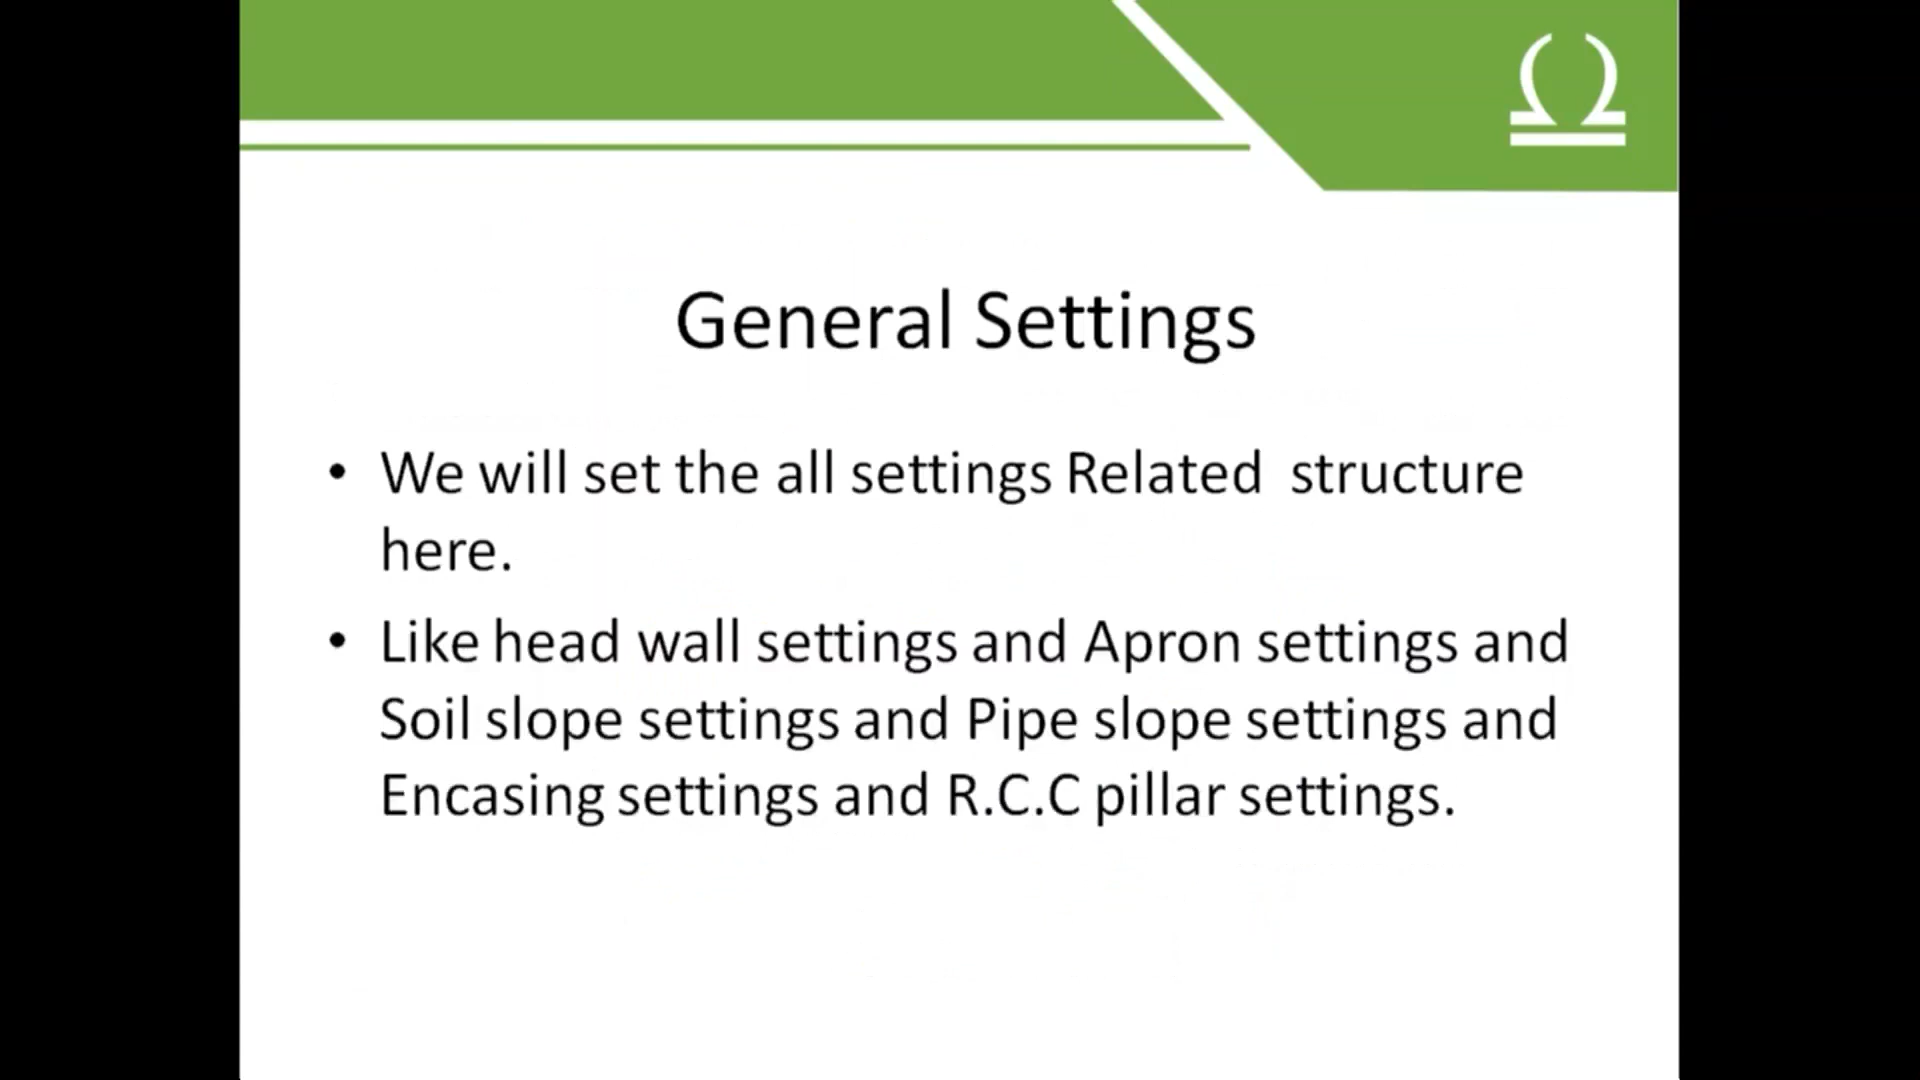 General Settings
• We will set the all settings Related  structure
here.
• Like head wall settings and Apron settings and
Soil slope settings and Pipe slope settings and
Encasing settings and R.C.C pillar settings.